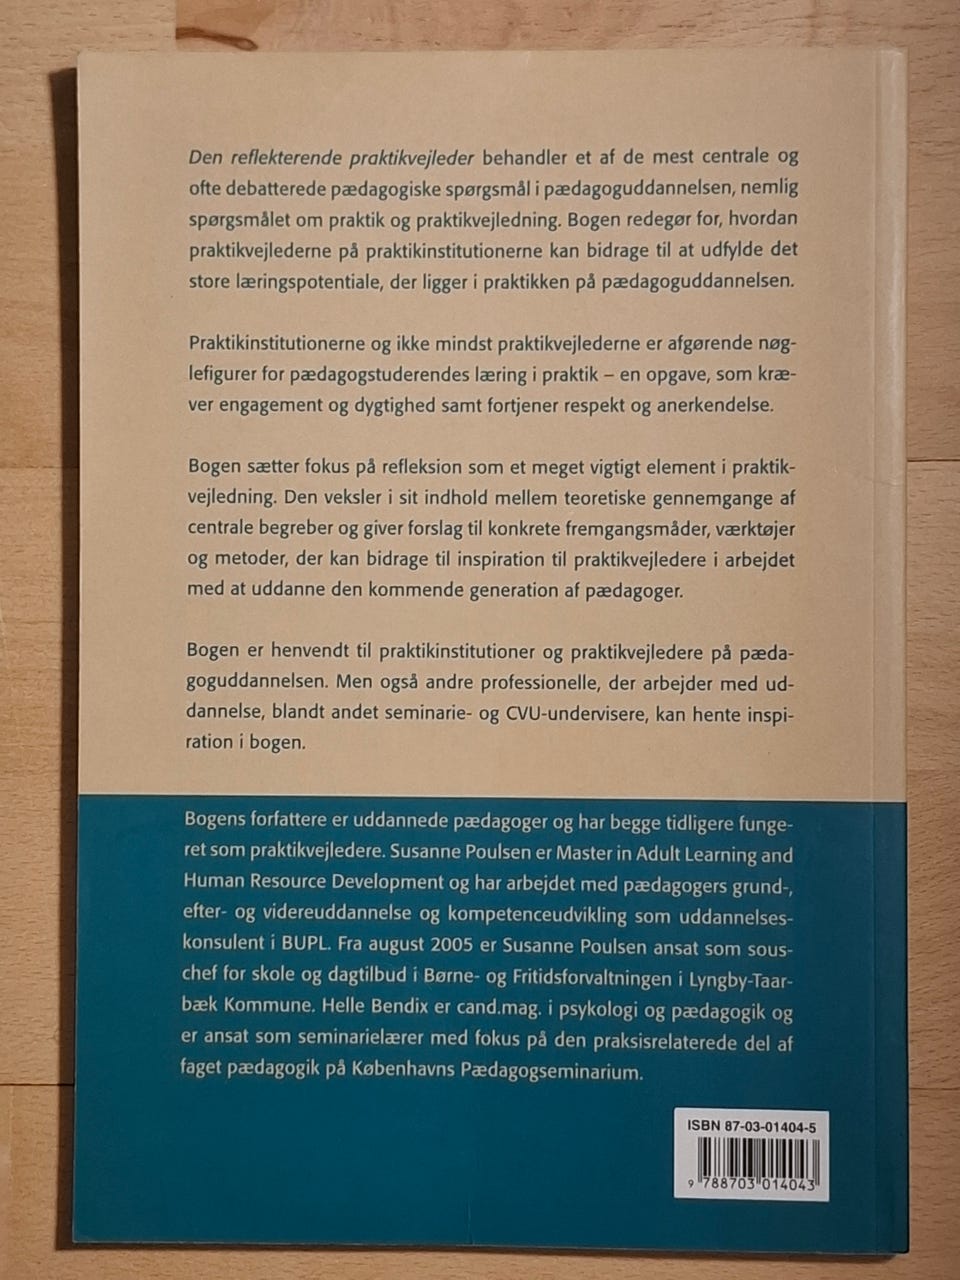 Den reflekterende praktikvejleder behandler et af de mest centrale og
ofte debatterede pædagogiske spørgsmål i pædagoguddannelsen, nemlig
spørgsmålet om praktik og praktikvejledning. Bogen redegør for, hvordan
praktikvejlederne på praktikinstitutionerne kan bidrage til at udfylde det
store læringspotentiale, der ligger i praktikken på pædagoguddannelsen.
Praktikinstitutionerne og ikke mindst praktikvejlederne er afgørende nøg-
lefigurer for pædagogstuderendes læring i praktik – en opgave, som kræ-
ver engagement og dygtighed samt fortjener respekt og anerkendelse.
Bogen sætter fokus på refleksion som et meget vigtigt element i praktik-
vejledning. Den veksler i sit indhold mellem teoretiske gennemgange af
centrale begreber og giver forslag til konkrete fremgangsmåder, værktøjer
og metoder, der kan bidrage til inspiration til praktikvejledere i arbejdet
med at uddanne den kommende generation af pædagoger.
Bogen er henvendt til praktikinstitutioner og praktikvejledere på pæda-
goguddannelsen. Men også andre professionelle, der arbejder med ud-
dannelse, blandt andet seminarie- og CVU-undervisere, kan hente inspi-
ration i bogen.
Bogens forfattere er uddannede pædagoger og har begge tidligere funge-
ret som praktikvejledere. Susanne Poulsen er Master in Adult Learning and
Human Resource Development og har arbejdet med pædagogers grund-,
efter- og videreuddannelse og kompetenceudvikling som uddannelses-
konsulent i BUPL. Fra august 2005 er Susanne Poulsen ansat som sous-
chef for skole og dagtilbud i Børne- og Fritidsforvaltningen i Lyngby-Taar-
bæk Kommune. Helle Bendix er cand.mag. i psykologi og pædagogik og
er ansat som seminarielærer med fokus på den praksisrelaterede del af
faget pædagogik på Københavns Pædagogseminarium.
ISBN 87-03-01404-5
9 788703 014043